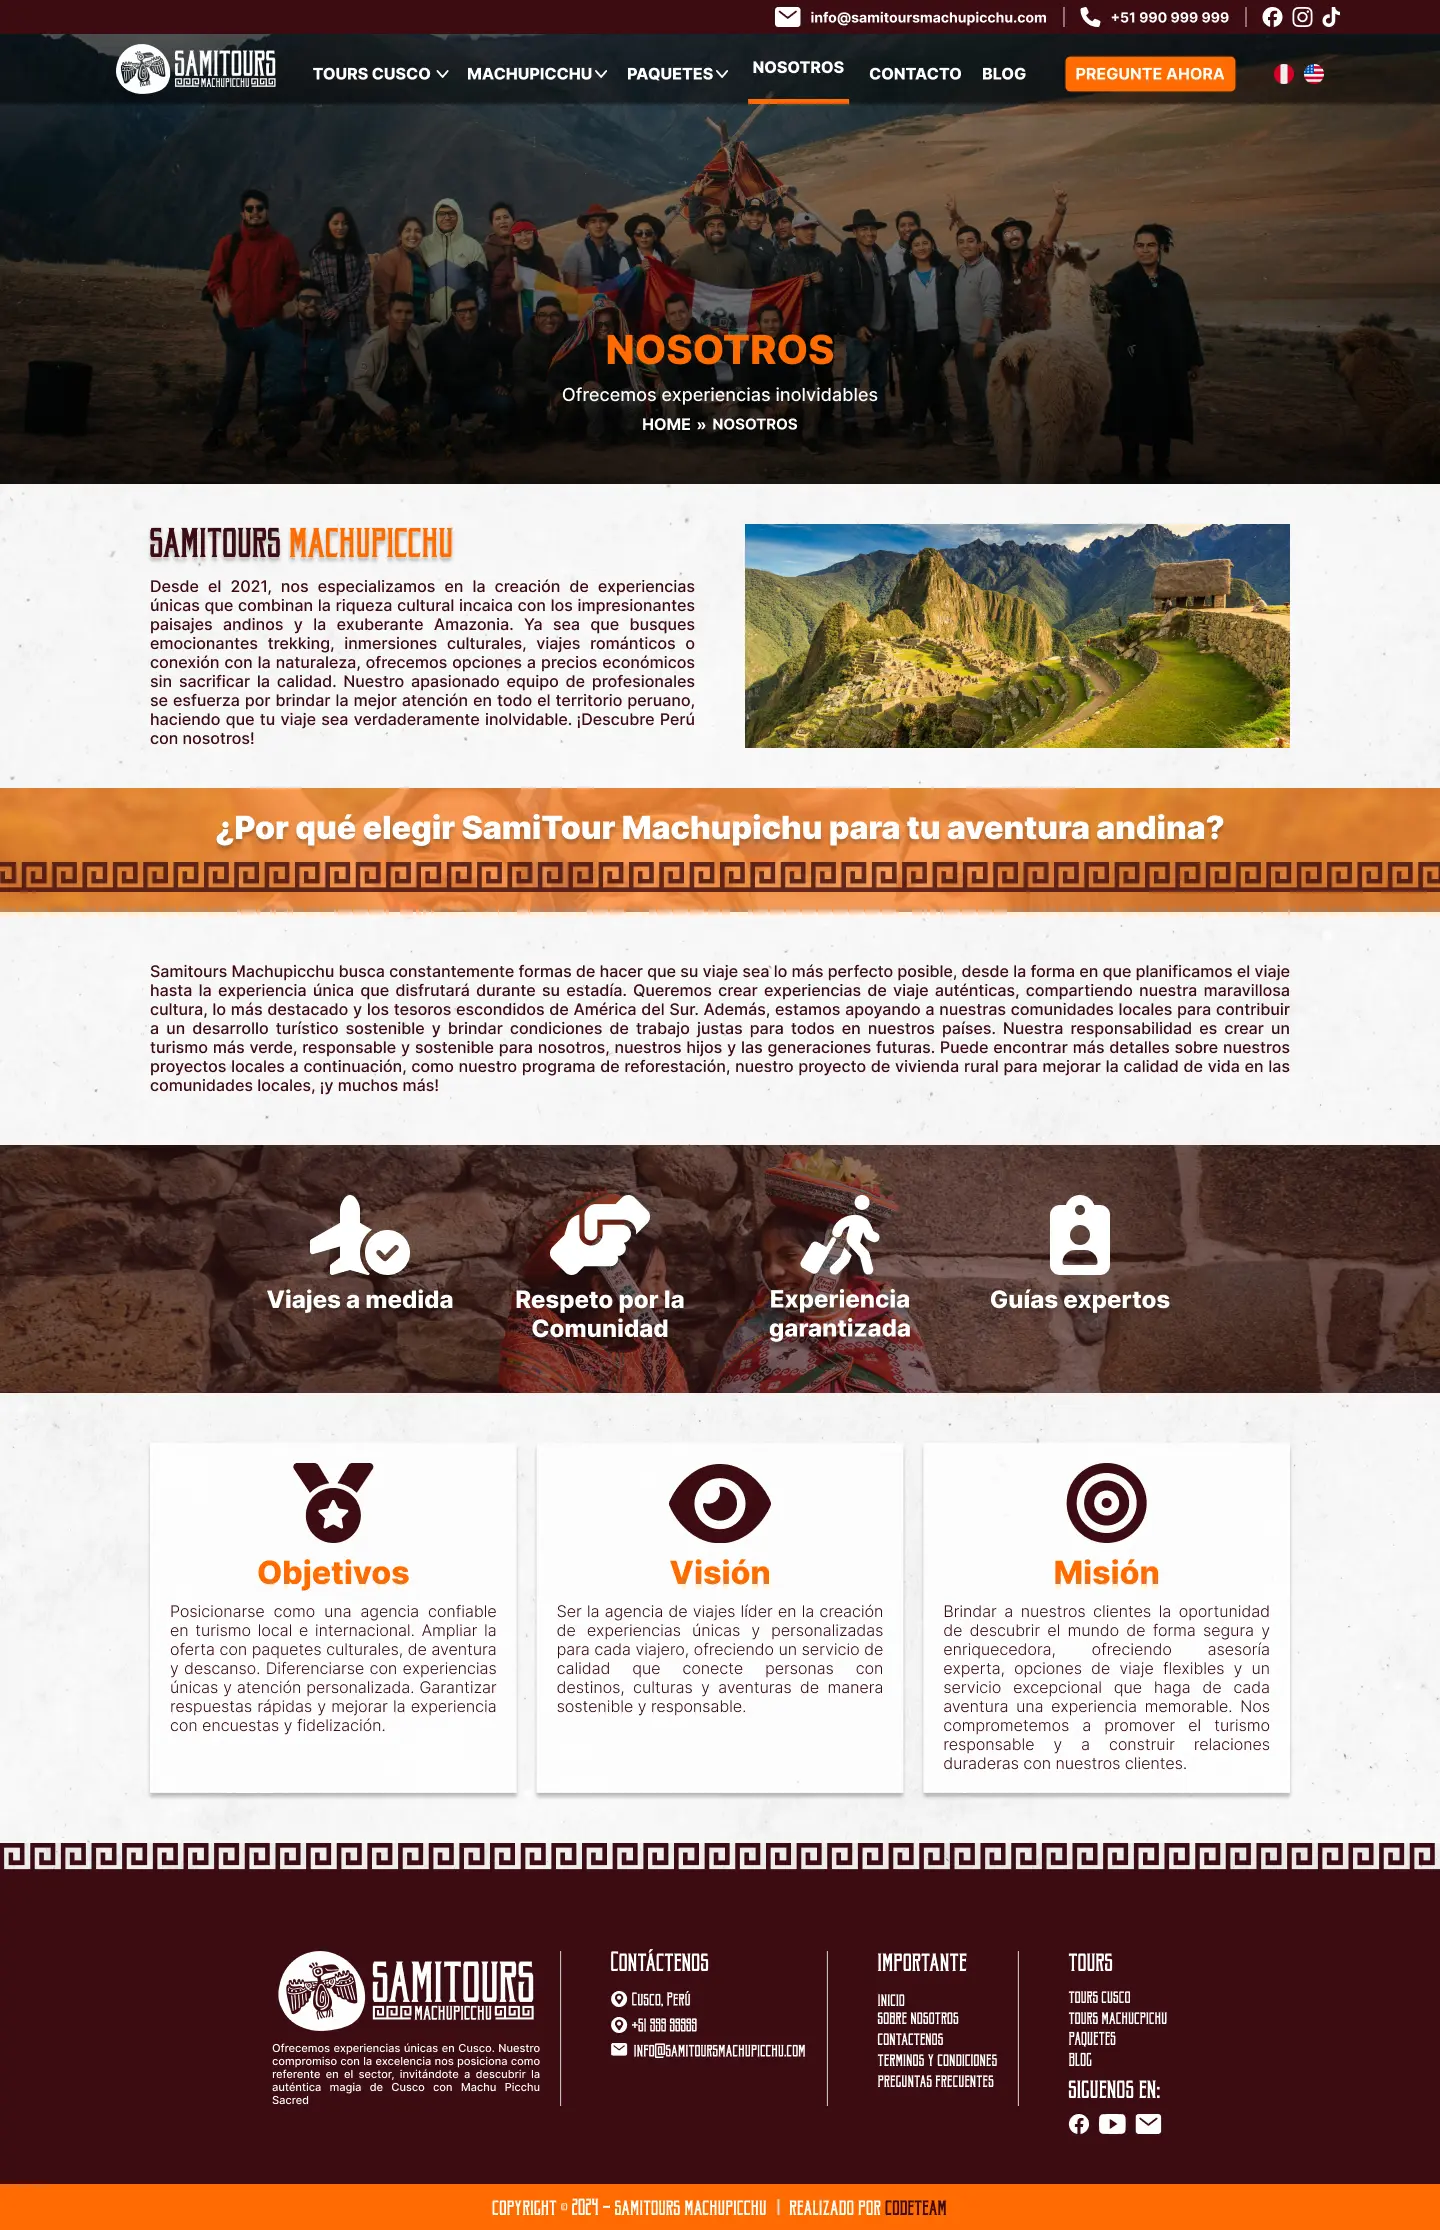 info@samitoursmachupicchu.com
+51 990 999 999
SAMITOURS
MACHUPICCHU
TOURS CUSCO
MACHUPICCHU
PAQUETES
NOSOTROS
CONTACTO
BLOG
PREGUNTE AHORA
NOSOTROS
Ofrecemos experiencias inolvidables
HOME » NOSOTROS
SAMITOURS MACHUPICCHU
Desde el 2021, nos especializamos en la creación de experiencias
únicas que combinan la riqueza cultural incaica con los impresionantes
paisajes andinos y la exuberante Amazonia. Ya sea que busques
emocionantes trekking, inmersiones culturales, viajes románticos o
conexión con la naturaleza, ofrecemos opciones a precios económicos
sin sacrificar la calidad. Nuestro apasionado equipo de profesionales
se esfuerza por brindar la mejor atención en todo el territorio peruano,
haciendo que tu viaje sea verdaderamente inolvidable. ¡Descubre Perú
con nosotros!
¿Por qué elegir SamiTour Machupichu para tu aventura andina?
Samitours Machupicchu busca constantemente formas de hacer que su viaje sea lo más perfecto posible, desde la forma en que planificamos el viaje
hasta la experiencia única que disfrutará durante su estadía. Queremos crear experiencias de viaje auténticas, compartiendo nuestra maravillosa
cultura, lo más destacado y los tesoros escondidos de América del Sur. Además, estamos apoyando a nuestras comunidades locales para contribuir
a un desarrollo turístico sostenible y brindar condiciones de trabajo justas para todos en nuestros países. Nuestra responsabilidad es crear un
turismo más verde, responsable y sostenible para nosotros, nuestros hijos y las generaciones futuras. Puede encontrar más detalles sobre nuestros
proyectos locales a continuación, como nuestro programa de reforestación, nuestro proyecto de vivienda rural para mejorar la calidad de vida en las
comunidades locales, ¡y muchos más!
Viajes a medida
Respeto por la
Comunidad
Experiencia
garantizada
Guías expertos
Objetivos
Posicionarse como una agencia confiable
en turismo local e internacional. Ampliar la
oferta con paquetes culturales, de aventura
y descanso. Diferenciarse con experiencias
únicas y atención personalizada. Garantizar
respuestas rápidas y mejorar la experiencia
con encuestas y fidelización.
Visión
Ser la agencia de viajes líder en la creación
de experiencias únicas y personalizadas
para cada viajero, ofreciendo un servicio de
calidad que conecte personas con
destinos, culturas y aventuras de manera
sostenible y responsable.
Misión
Brindar a nuestros clientes la oportunidad
de descubrir el mundo de forma segura y
enriquecedora, ofreciendo asesoría
experta, opciones de viaje flexibles y un
servicio excepcional que haga de cada
aventura una experiencia memorable. Nos
comprometemos a promover el turismo
responsable y a construir relaciones
duraderas con nuestros clientes.
SAMITOURS
MACHUPICCHU
Ofrecemos experiencias únicas en Cusco. Nuestro
compromiso con la excelencia nos posiciona como
referente en el sector, invitándote a descubrir la
auténtica magia de Cusco con Machu Picchu
Sacred
CONTÁCTENOS
CUSCO, PERÚ
+51 999 99999
INFO@SAMITOURSMACHUPICCHU.COM
IMPORTANTE
INICIO
SOBRE NOSOTROS
CONTACTENOS
TERMINOS Y CONDICIONES
PREGUNTAS FRECUENTES
TOURS
TOURS CUSCO
TOURS MACHUCPICHU
PAQUETES
BLOG
SIGUENOS EN:
COPYRIGHT © 2024 - SAMITOURS MACHUPICCHU | REALIZADO POR CODETEAM